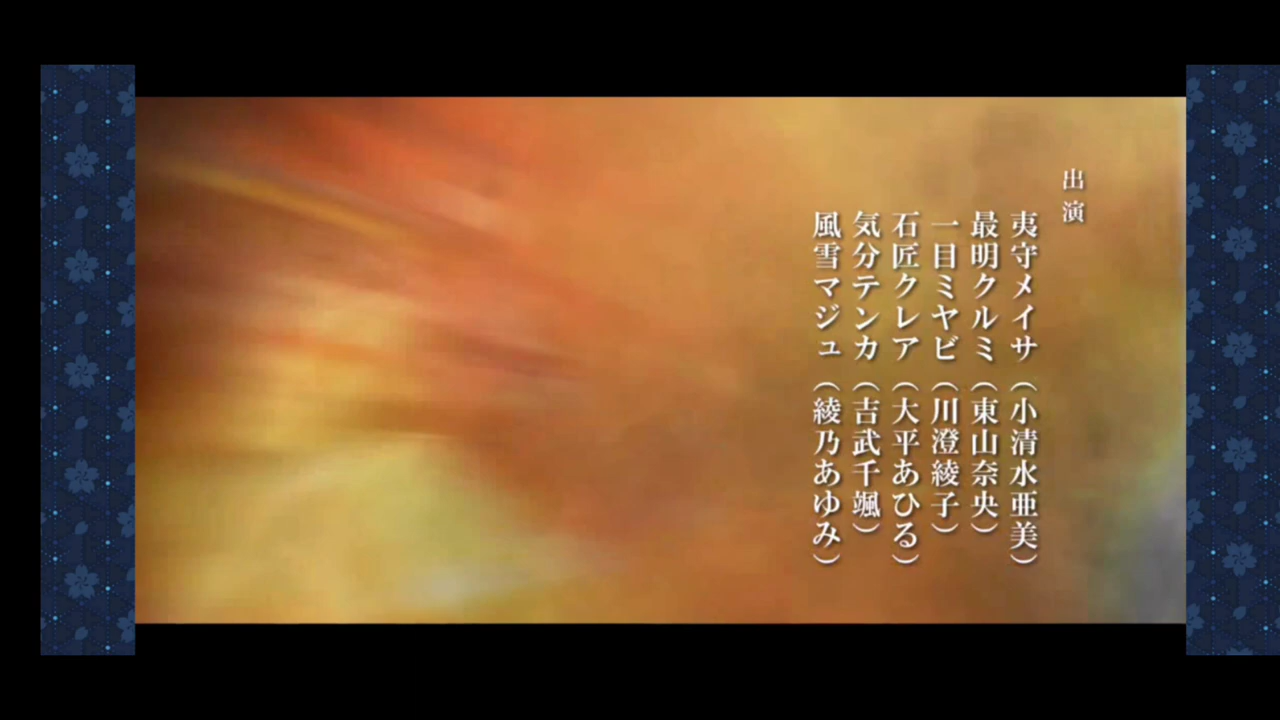 出演
夷守メイサ（小清水亜美）
最明クルミ（東山奈央）
一目ミヤビ（川澄綾子）
石匠クレア（大平あひる）
気分テンカ（吉武千颯）
風雪マジュ（綾乃あゆみ）